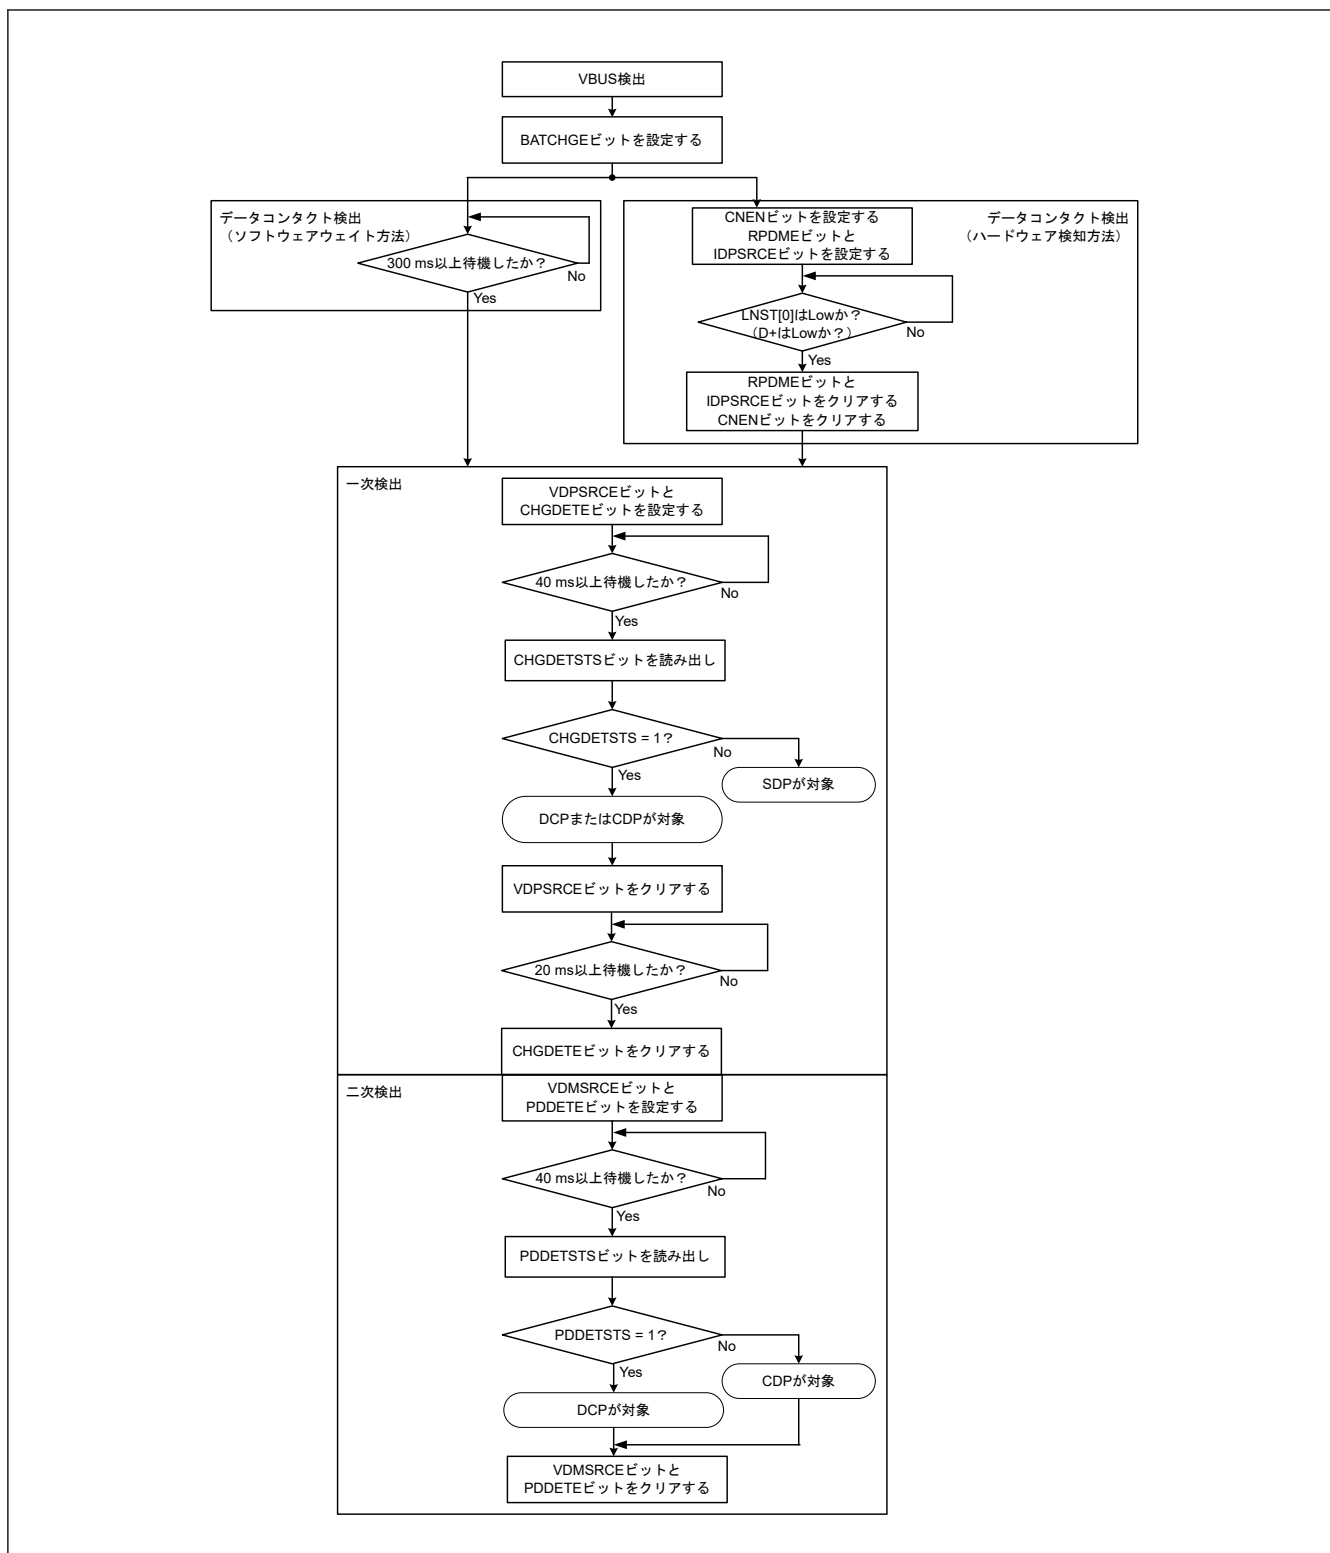 VBUS検出
BATCHGEビットを設定する
データコンタクト検出
（ソフトウェアウェイト方法）
300 ms以上待機したか？
No
Yes
データコンタクト検出
（ハードウェア検知方法）
CNENビットを設定する
RPDMEビットと
IDPSRCEビットを設定する
LNST[0]はLowか？
（D+はLowか？）
No
Yes
RPDMEビットと
IDPSRCEビットをクリアする
CNENビットをクリアする
一次検出
VDPSRCEビットと
CHGDETEビットを設定する
40 ms以上待機したか？
No
Yes
CHGDETSTSビットを読み出し
CHGDETSTS = 1？
No
Yes
SDPが対象
DCPまたはCDPが対象
VDPSRCEビットをクリアする
20 ms以上待機したか？
No
Yes
CHGDETEビットをクリアする
二次検出
VDMSRCEビットと
PDDETEビットを設定する
40 ms以上待機したか？
No
Yes
PDDETSTSビットを読み出し
PDDETSTS = 1？
No
Yes
CDPが対象
DCPが対象
VDMSRCEビットと
PDDETEビットをクリアする